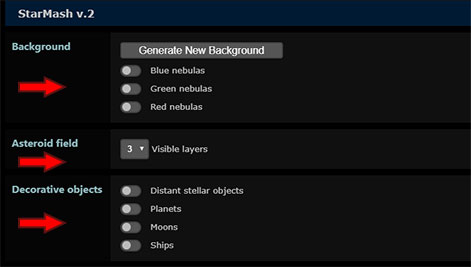 StarMash v.2
Background
Generate New Background
Blue nebulas
Green nebulas
Red nebulas
Asteroid field
3 Visible layers
Decorative objects
Distant stellar objects
Planets
Moons
Ships